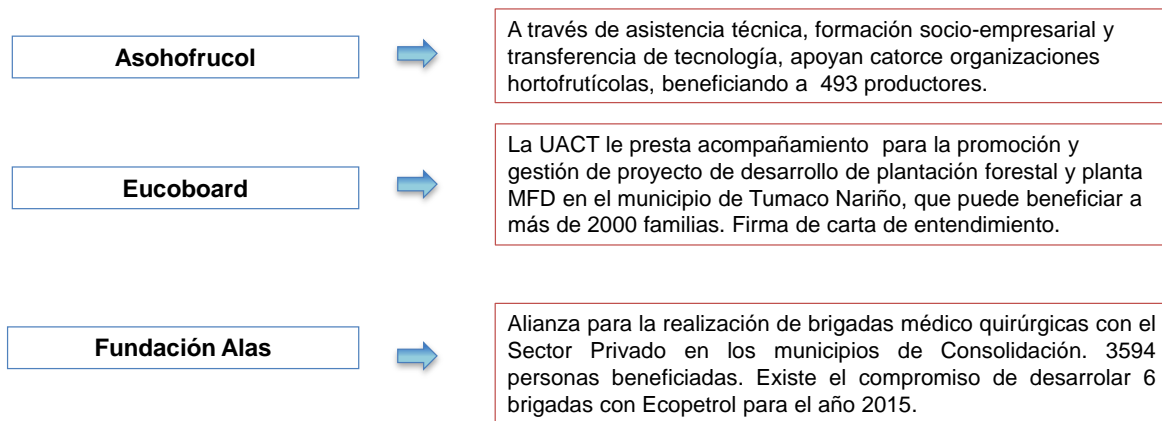 Asohofrucol
A través de asistencia técnica, formación socio-empresarial y
transferencia de tecnología, apoyan catorce organizaciones
hortofrutícolas, beneficiando a 493 productores.
Eucoboard
La UACT le presta acompañamiento para la promoción y
gestión de proyecto de desarrollo de plantación forestal y planta
MFD en el municipio de Tumaco Nariño, que puede beneficiar a
más de 2000 familias. Firma de carta de entendimiento.
Fundación Alas
Alianza para la realización de brigadas médico quirúrgicas con el
Sector Privado en los municipios de Consolidación. 3594
personas beneficiadas. Existe el compromiso de desarrolar 6
brigadas con Ecopetrol para el año 2015.